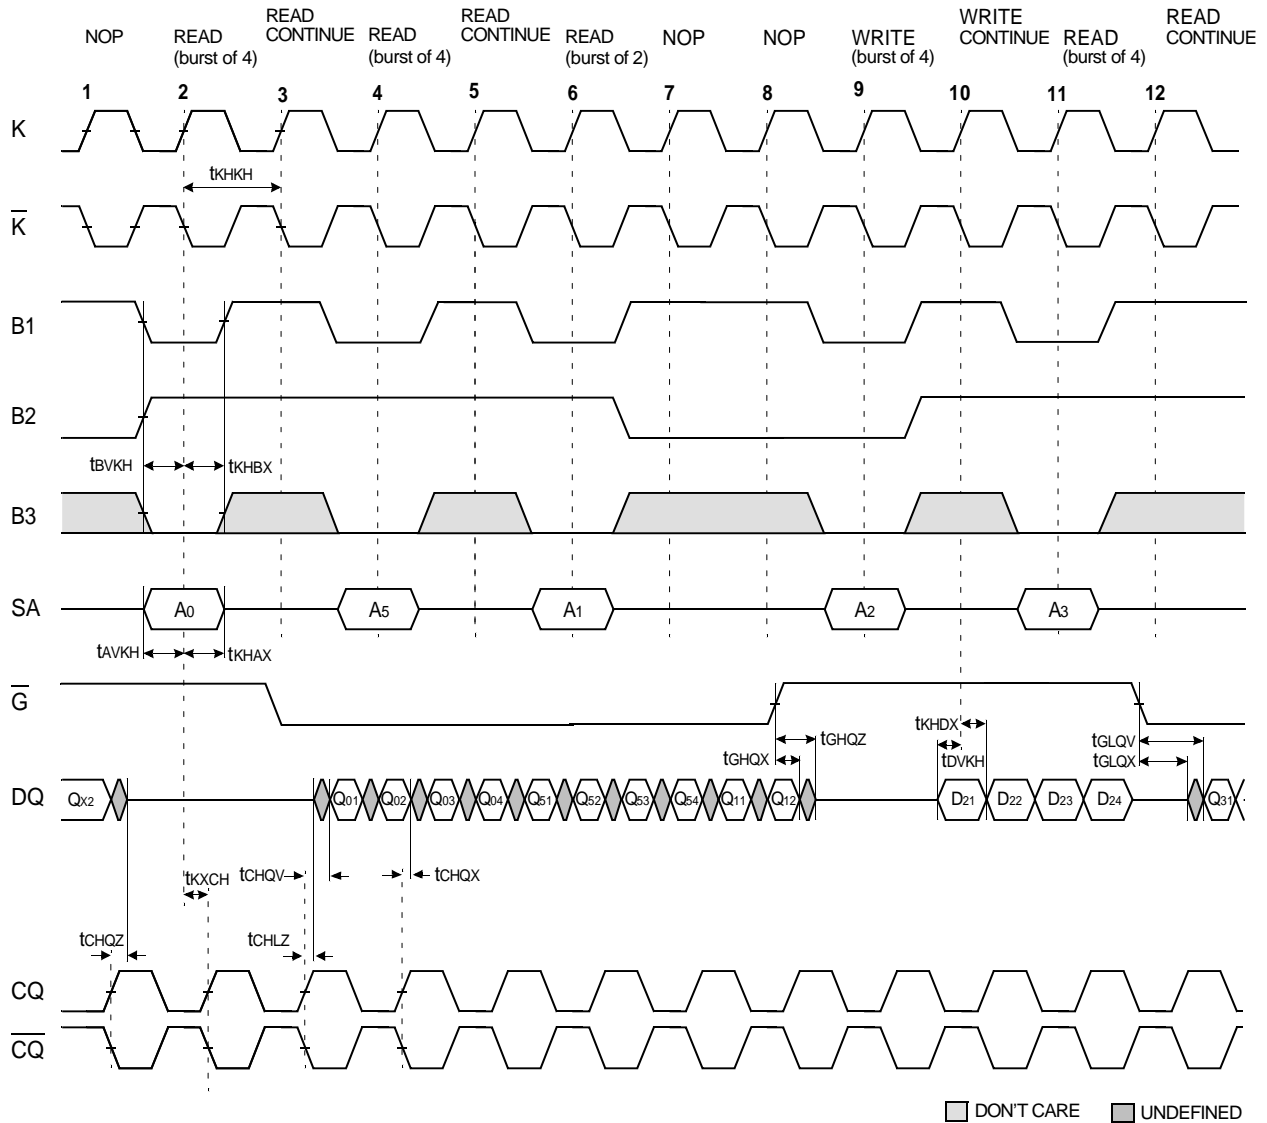 NOP
READ
(burst of 4)
READ
CONTINUE
READ
(burst of 4)
READ
CONTINUE
READ
(burst of 2)
NOP
NOP
WRITE
(burst of 4)
WRITE
CONTINUE
READ
(burst of 4)
READ
CONTINUE
1 2 3 4 5 6 7 8 9 10 11 12
K
tKHKH
K
B1
B2
tBVKH tKHBX
B3
SA A0 A5 A1 A2 A3
tAVKH tKHAX
G
tKHDX
tGHQZ
tGLQV
tGHQX tDVKH tGLQX
DQ QX2 Q01 Q02 Q03 Q04 Q51 Q52 Q53 Q54 Q11 Q12 D21 D22 D23 D24 Q31
tKXCH tCHQV tCHQX
tCHQZ tCHLZ
CQ
CQ
DON'T CARE UNDEFINED